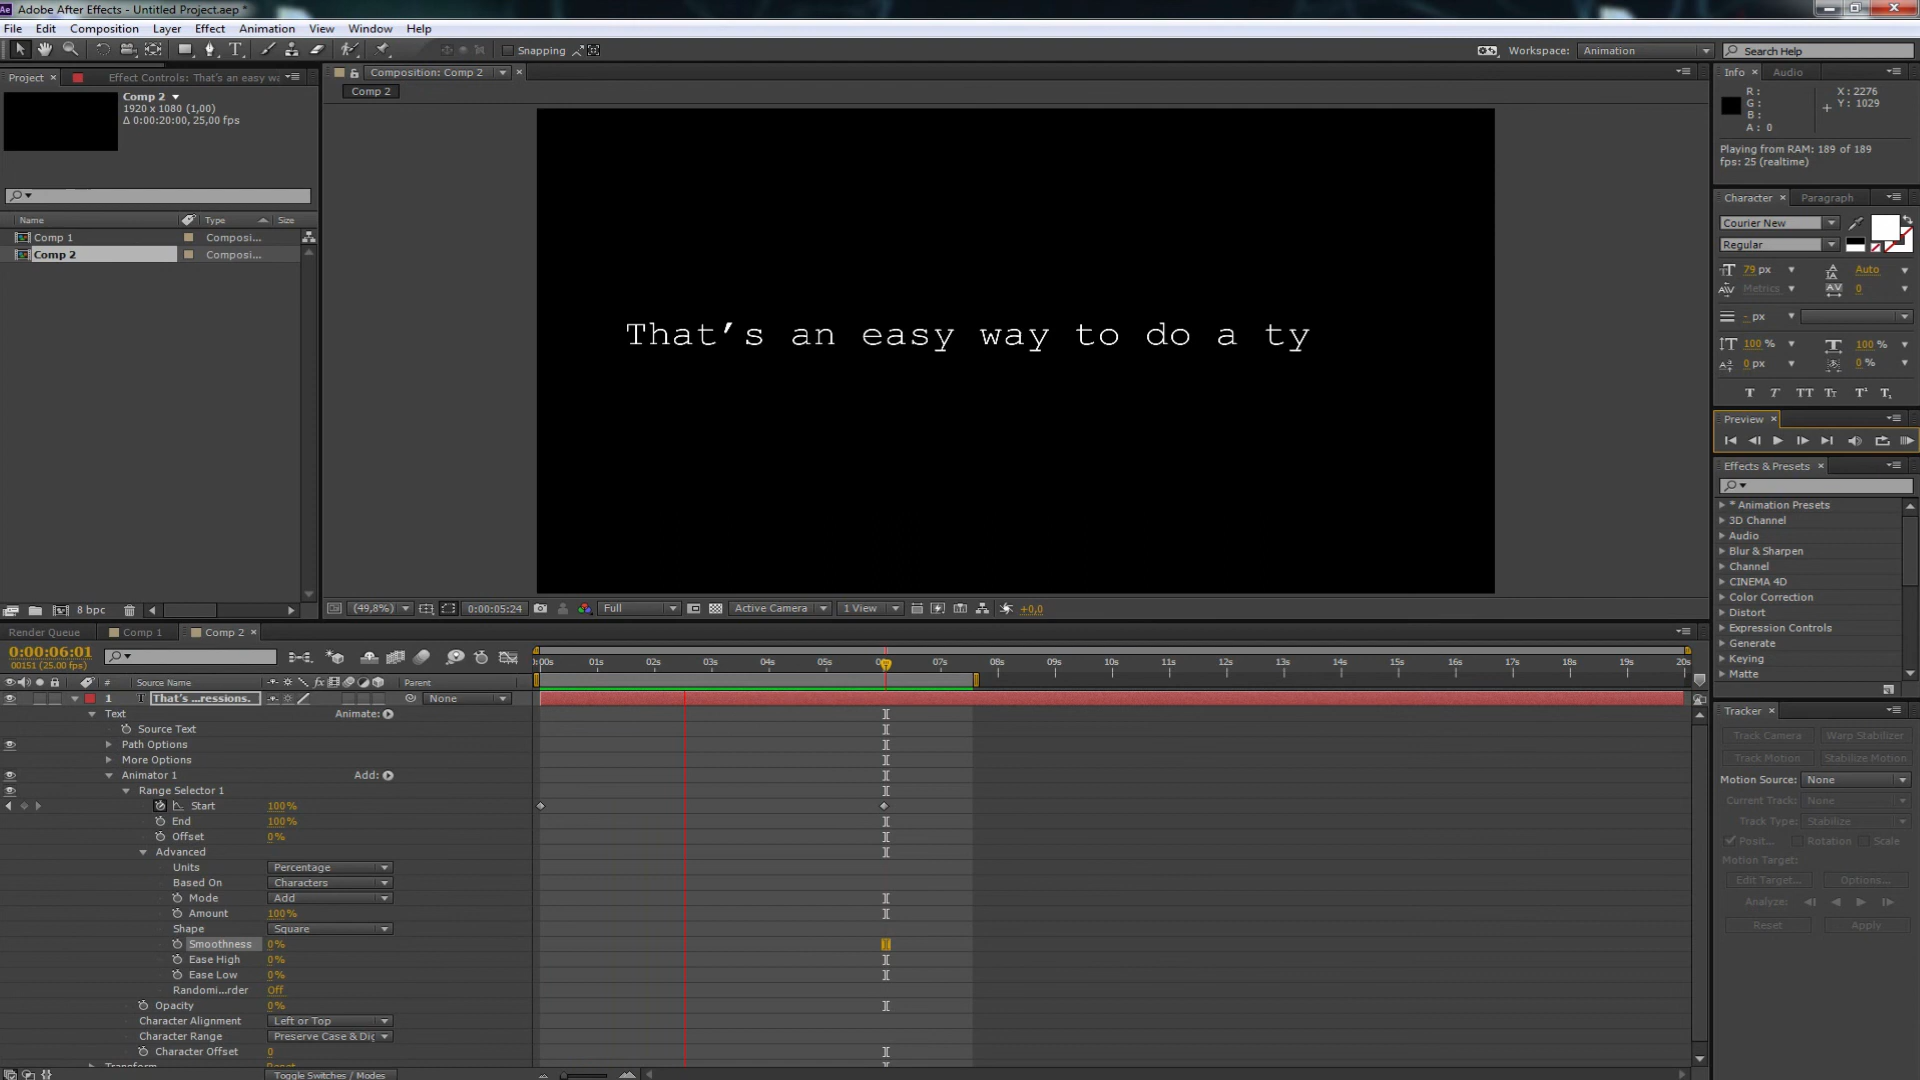 Adobe After Effects - Untitled Project.aep *
File Edit Composition Layer Effect Animation View Window Help
Snapping
Workspace: Animation
Search Help
Project
Effect Controls: That's an easy wa
Composition: Comp 2
Comp 2
Comp 2
1920 x 1080 (1,00)
Δ 0:00:20:00, 25,00 fps
Name Type Size
Comp 1 Composi...
Comp 2 Composi...
8 bpc
That's an easy way to do a ty
(49,8%) 0:00:05:24 Full Active Camera 1 View +0,0
Info Audio
R : X : 2276
G : Y : 1029
B :
A : 0
Playing from RAM: 189 of 189
fps: 25 (realtime)
Character Paragraph
Courier New
Regular
79 px Auto
Metrics 0
- px
100 % 100 %
0 px 0 %
Preview
Effects & Presets
* Animation Presets
3D Channel
Audio
Blur & Sharpen
Channel
CINEMA 4D
Color Correction
Distort
Expression Controls
Generate
Keying
Matte
Tracker
Track Camera Warp Stabilizer
Track Motion Stabilize Motion
Motion Source: None
Current Track: None
Track Type: Stabilize
Posit... Rotation Scale
Motion Target:
Edit Target... Options...
Analyze:
Reset Apply
Render Queue Comp 1 Comp 2
0:00:06:01
00151 (25.00 fps)
# Source Name Parent
:00s 01s 02s 03s 04s 05s 07s 08s 09s 10s 11s 12s 13s 14s 15s 16s 17s 18s 19s 20s
1 T That's ...ressions. None
Text Animate:
Source Text
Path Options
More Options
Animator 1 Add:
Range Selector 1
Start 100%
End 100%
Offset 0%
Advanced
Units Percentage
Based On Characters
Mode Add
Amount 100%
Shape Square
Smoothness 0%
Ease High 0%
Ease Low 0%
Randomi...rder Off
Opacity 0%
Character Alignment Left or Top
Character Range Preserve Case & Dig
Character Offset 0
Transform Reset
Toggle Switches / Modes